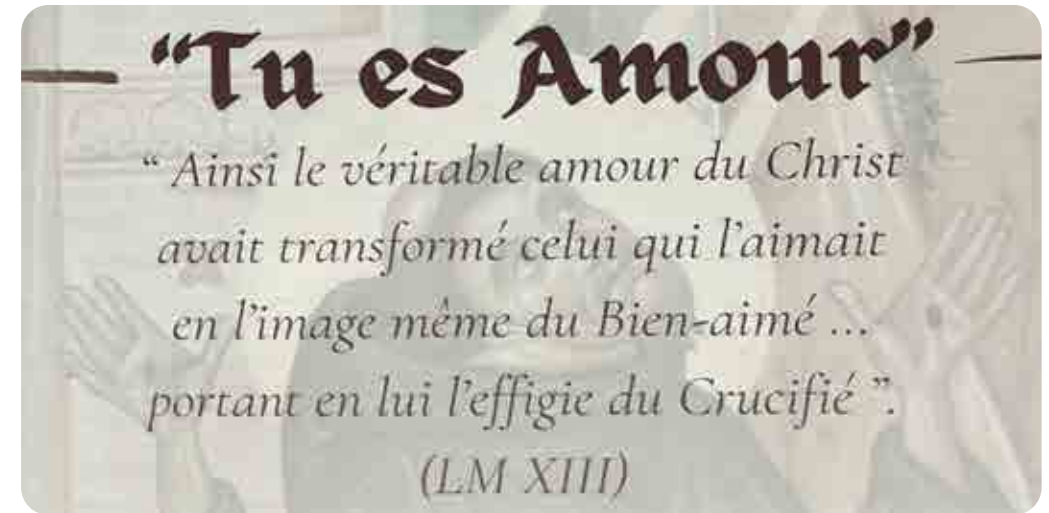 “Tu es Amour”
“ Ainsi le véritable amour du Christ
avait transformé celui qui l’aimait
en l’image même du Bien-aimé ...
portant en lui l’effigie du Crucifié ”.
(LM XIII)